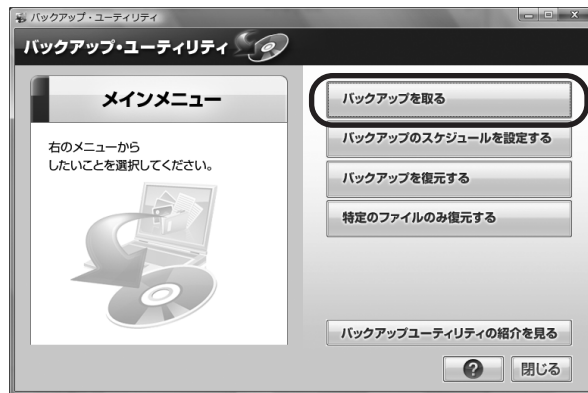 バックアップ・ユーティリティ
バックアップ・ユーティリティ
メインメニュー
右のメニューから
したいことを選択してください。
バックアップを取る
バックアップのスケジュールを設定する
バックアップを復元する
特定のファイルのみ復元する
バックアップユーティリティの紹介を見る
?
閉じる